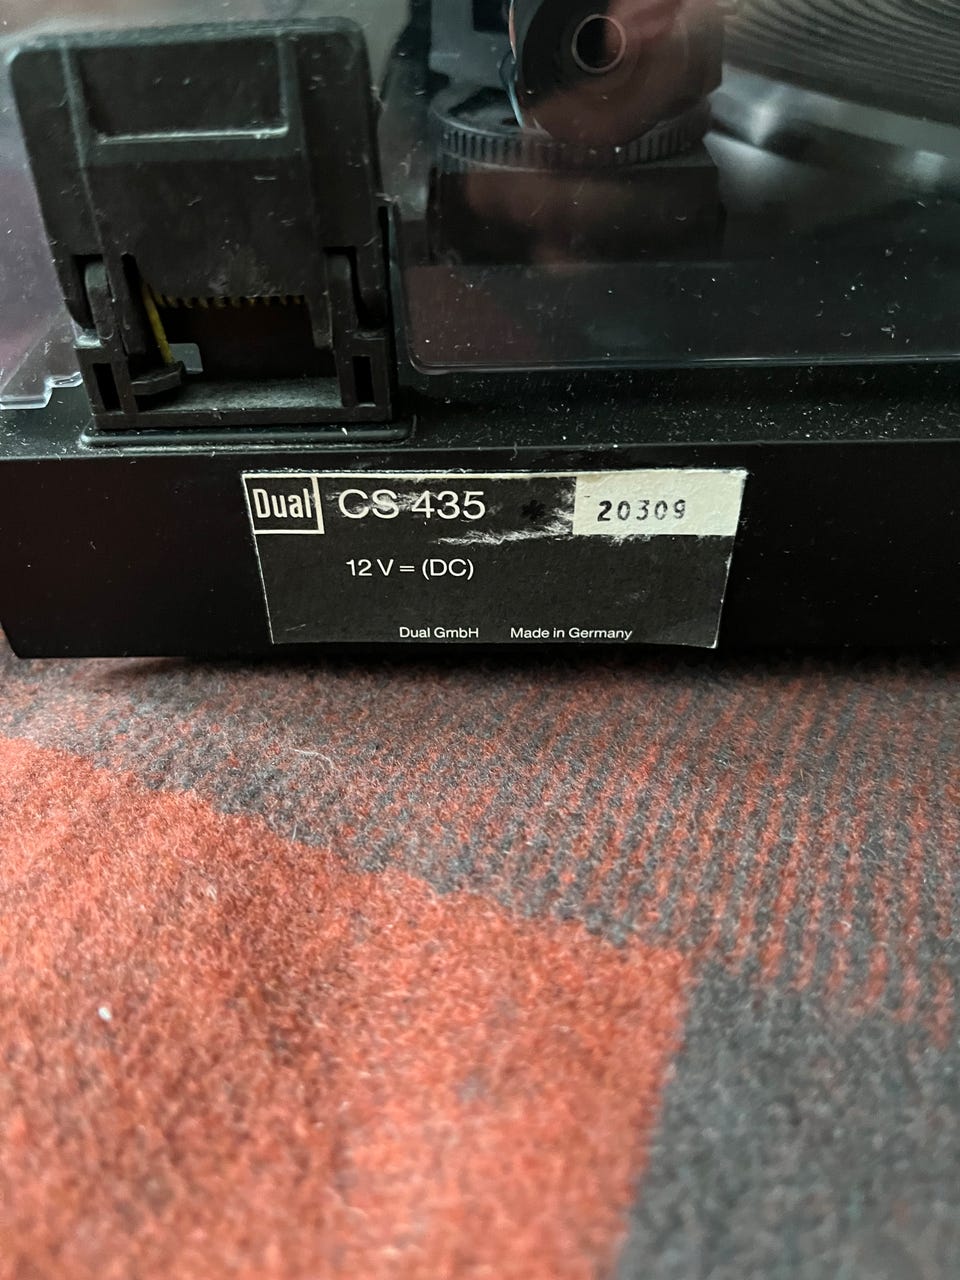 Dual CS 435 * 20309
12 V = (DC)
Dual GmbH Made in Germany